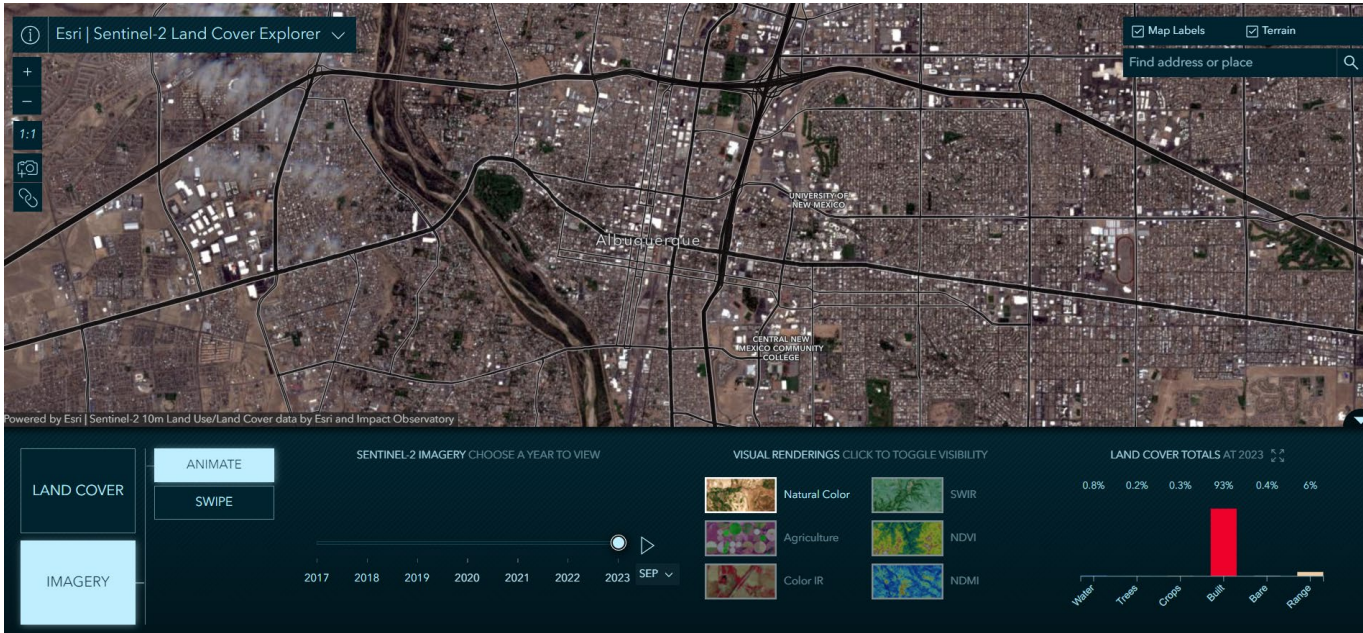 Esri | Sentinel-2 Land Cover Explorer
Map Labels
Terrain
Find address or place
+
−
1:1
UNIVERSITY OF
NEW MEXICO
Albuquerque
CENTRAL NEW
MEXICO COMMUNITY
COLLEGE
Powered by Esri | Sentinel-2 10m Land Use/Land Cover data by Esri and Impact Observatory
LAND COVER
IMAGERY
ANIMATE
SWIPE
SENTINEL-2 IMAGERY CHOOSE A YEAR TO VIEW
2017 2018 2019 2020 2021 2022 2023 SEP
VISUAL RENDERINGS CLICK TO TOGGLE VISIBILITY
Natural Color SWIR
Agriculture NDVI
Color IR NDMI
LAND COVER TOTALS AT 2023
0.8% 0.2% 0.3% 93% 0.4% 6%
Water Trees Crops Built Bare Range